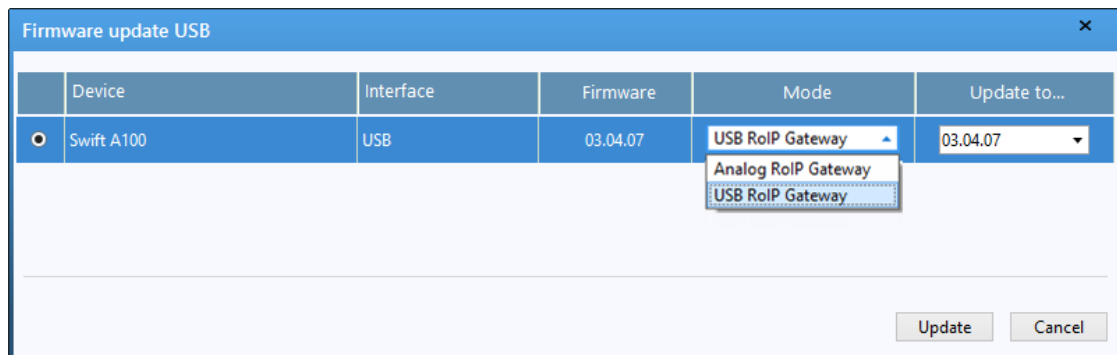 Firmware update USB
Device Interface Firmware Mode Update to...
Swift A100 USB 03.04.07 USB RoIP Gateway 03.04.07
Analog RoIP Gateway
USB RoIP Gateway
Update Cancel